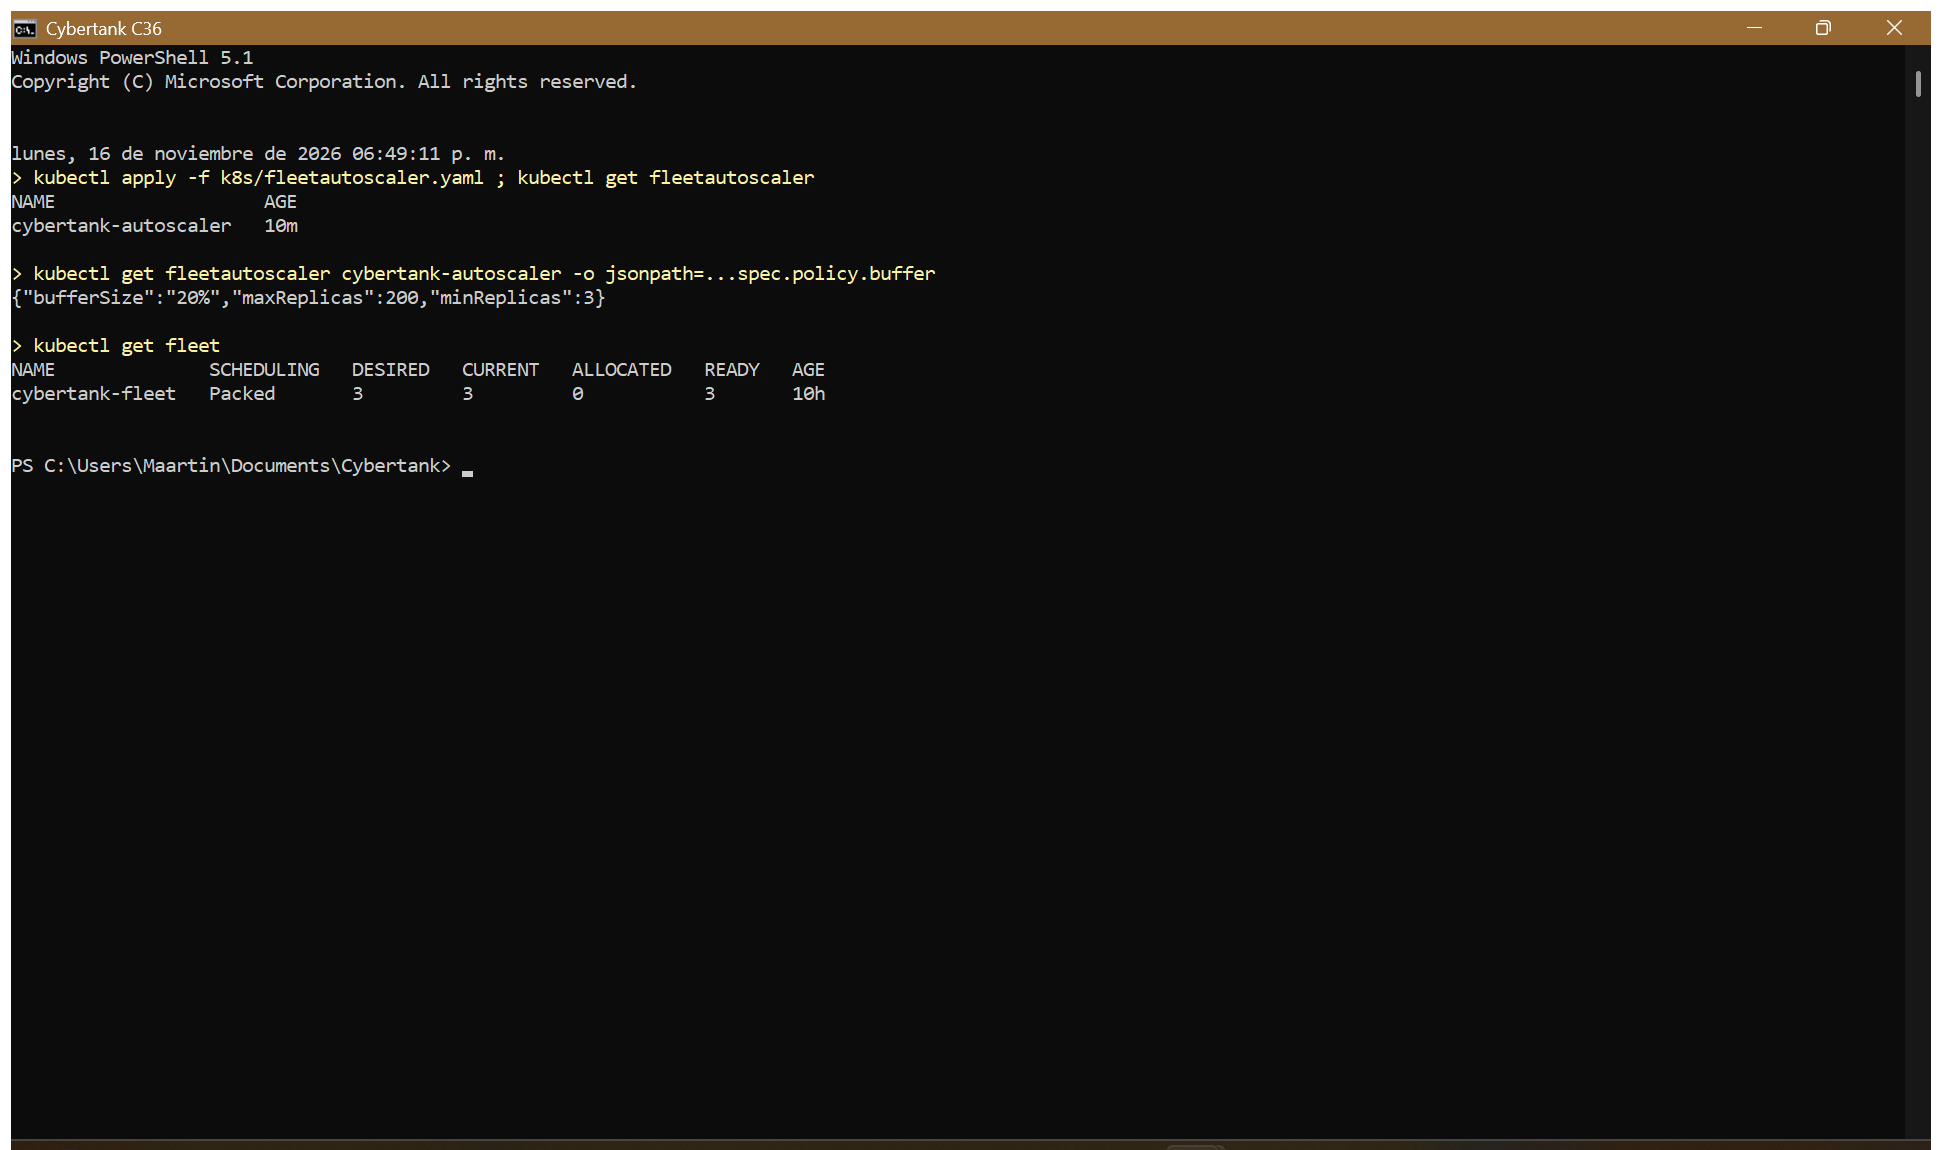 Cybertank C36
Windows PowerShell 5.1
Copyright (C) Microsoft Corporation. All rights reserved.
lunes, 16 de noviembre de 2026 06:49:11 p. m.
> kubectl apply -f k8s/fleetautoscaler.yaml ; kubectl get fleetautoscaler
NAME                   AGE
cybertank-autoscaler   10m
> kubectl get fleetautoscaler cybertank-autoscaler -o jsonpath=...spec.policy.buffer
{"bufferSize":"20%","maxReplicas":200,"minReplicas":3}
> kubectl get fleet
NAME              SCHEDULING   DESIRED   CURRENT   ALLOCATED   READY   AGE
cybertank-fleet   Packed       3         3         0           3       10h
PS C:\Users\Maartin\Documents\Cybertank>